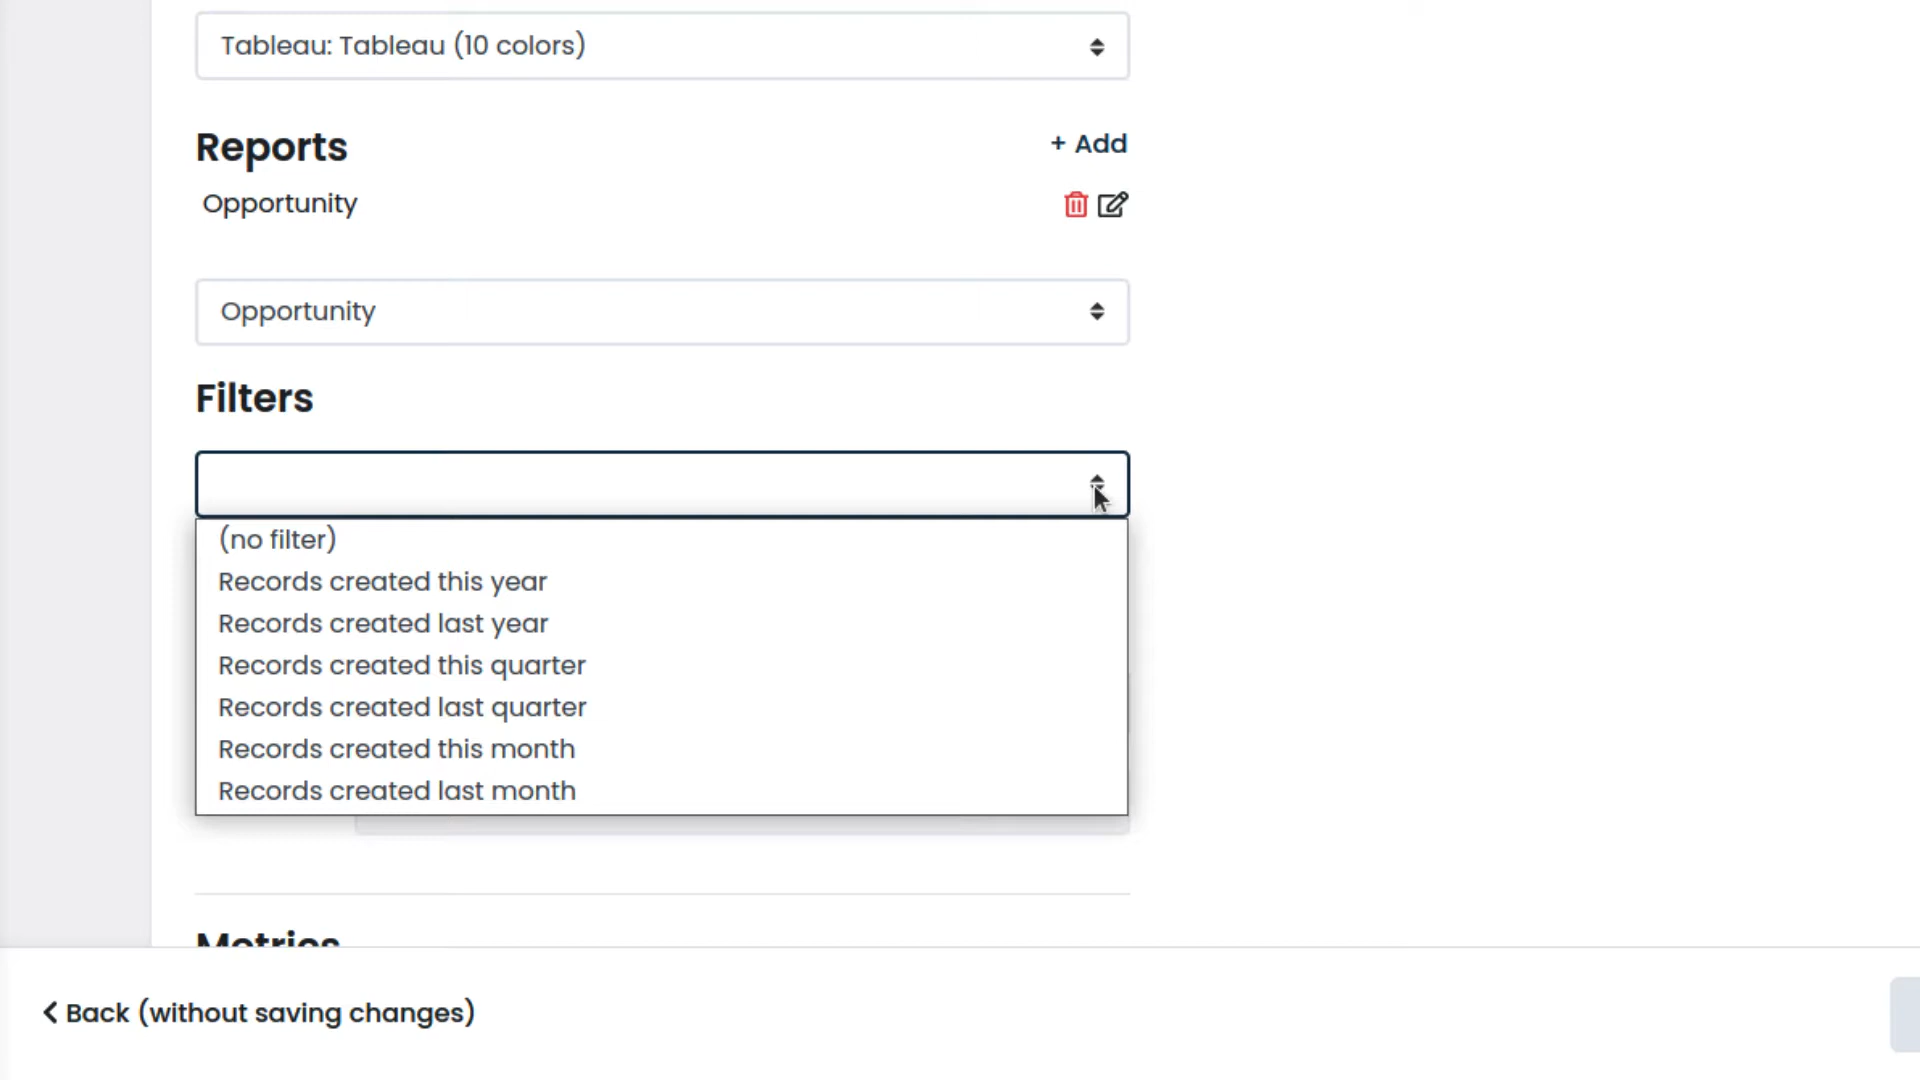 Tableau: Tableau (10 colors)
Reports
+ Add
Opportunity
Opportunity
Filters
(no filter)
Records created this year
Records created last year
Records created this quarter
Records created last quarter
Records created this month
Records created last month
Metrics
Back (without saving changes)